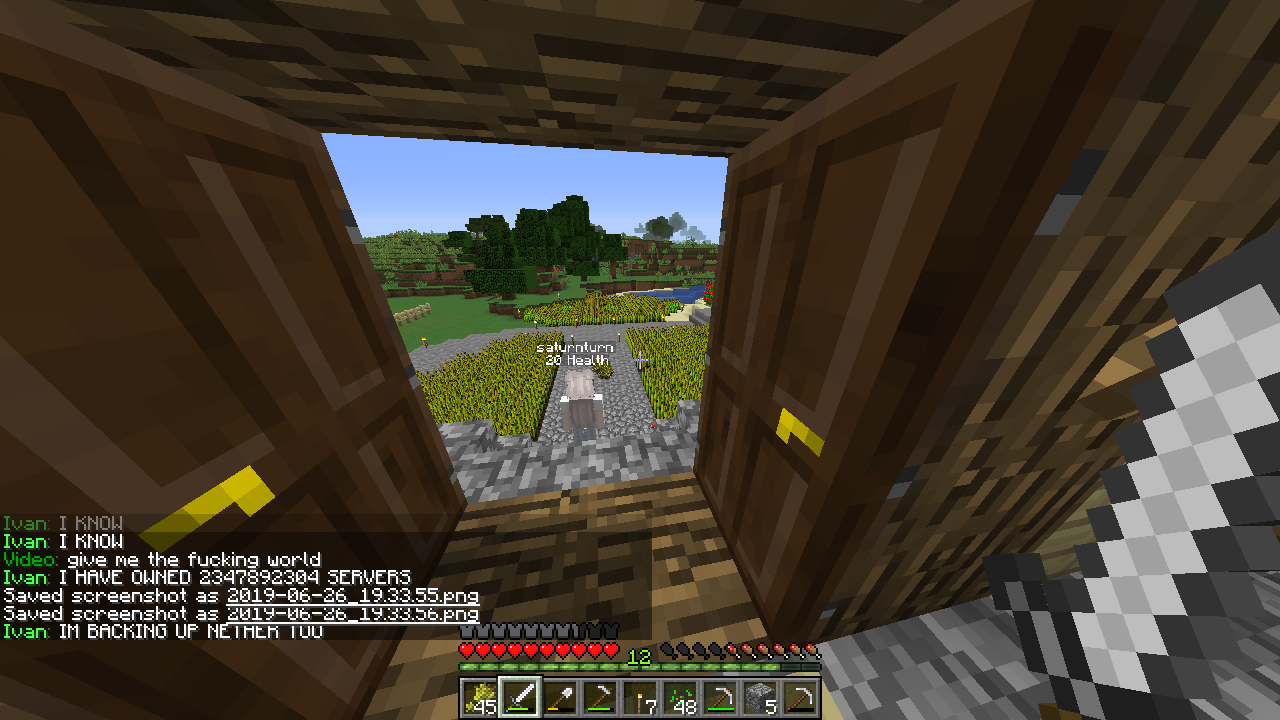 saturnturn
20 Health
Ivan: I KNOW
Ivan: I KNOW
Video: give me the fucking world
Ivan: I HAVE OWNED 2347892304 SERVERS
Saved screenshot as 2019-06-26_19.33.55.png
Saved screenshot as 2019-06-26_19.33.56.png
Ivan: IM BACKING UP NETHER TOO
12
45 7 48 5